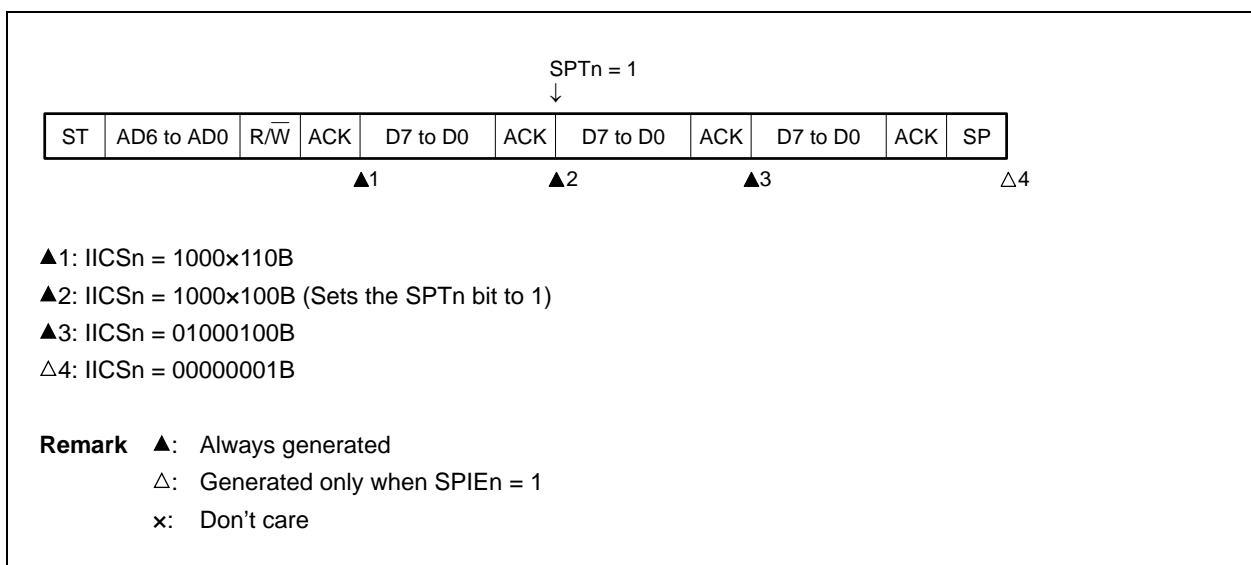 SPTn = 1
↓
ST AD6 to AD0 R/W̅ ACK D7 to D0 ACK D7 to D0 ACK D7 to D0 ACK SP
▲1 ▲2 ▲3 △4
▲1: IICSn = 1000×110B
▲2: IICSn = 1000×100B (Sets the SPTn bit to 1)
▲3: IICSn = 01000100B
△4: IICSn = 00000001B
Remark ▲: Always generated
△: Generated only when SPIEn = 1
×: Don't care